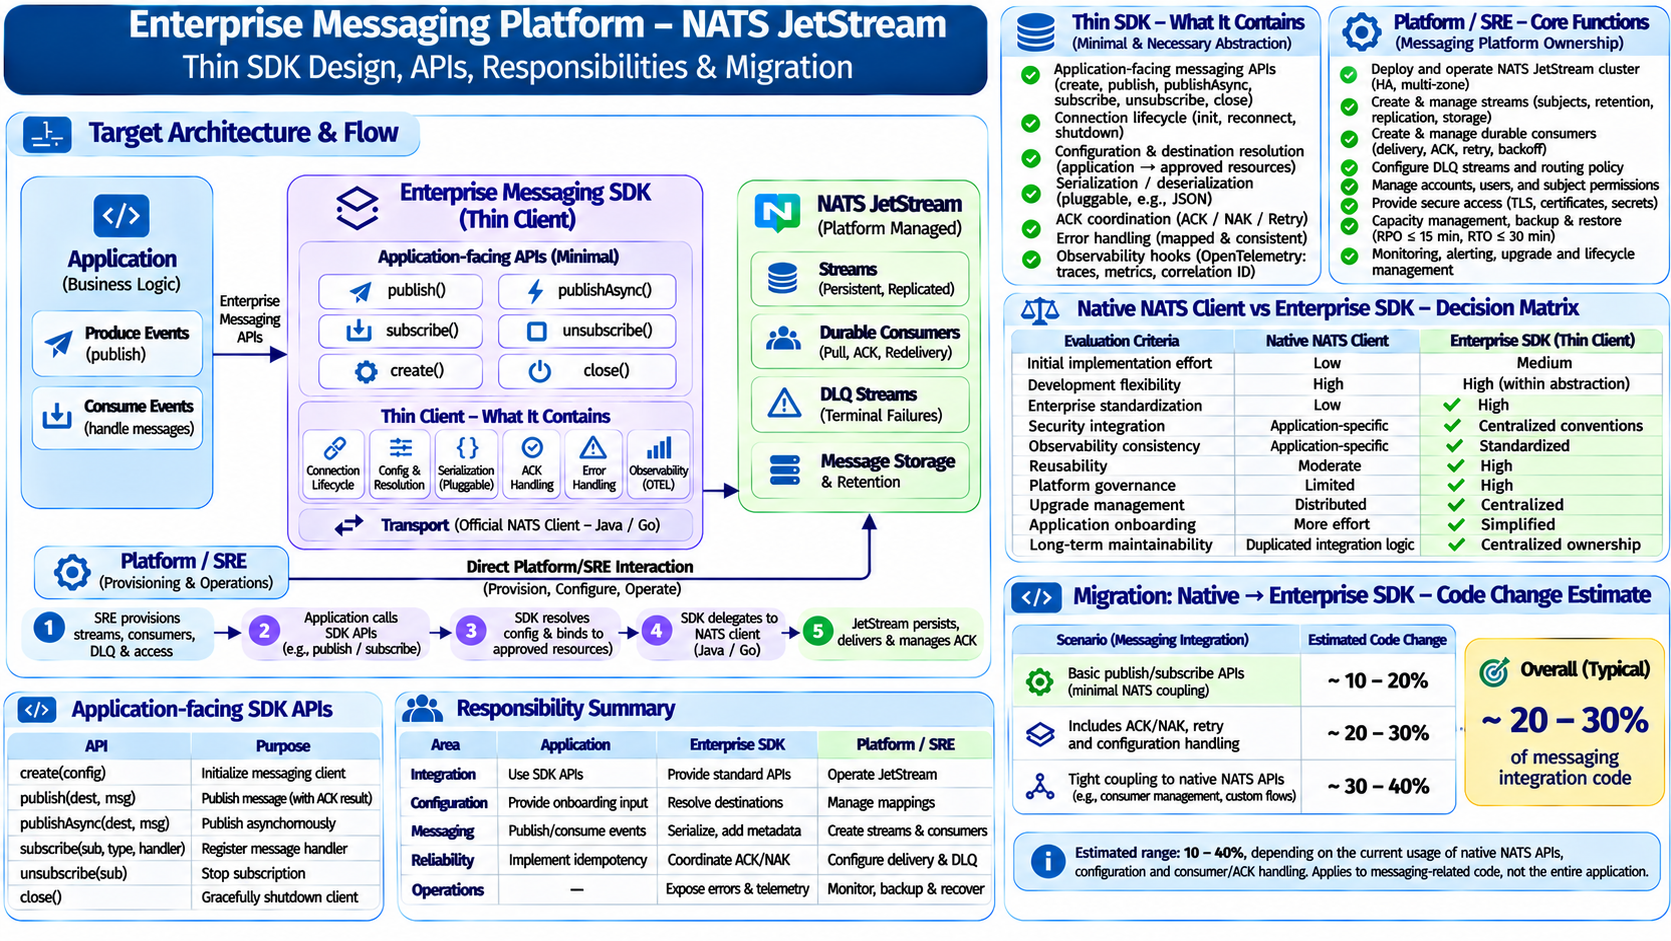 Enterprise Messaging Platform – NATS JetStream
Thin SDK Design, APIs, Responsibilities & Migration
Target Architecture & Flow
Application
(Business Logic)
Produce Events
(publish)
Consume Events
(handle messages)
Enterprise
Messaging
APIs
Enterprise Messaging SDK
(Thin Client)
Application-facing APIs (Minimal)
publish()
publishAsync()
subscribe()
unsubscribe()
create()
close()
Thin Client – What It Contains
Connection
Lifecycle
Config &
Resolution
Serialization
(Pluggable)
ACK
Handling
Error
Handling
Observability
(OTEL)
Transport (Official NATS Client – Java / Go)
NATS JetStream
(Platform Managed)
Streams
(Persistent, Replicated)
Durable Consumers
(Pull, ACK, Redelivery)
DLQ Streams
(Terminal Failures)
Message Storage
& Retention
Platform / SRE
(Provisioning & Operations)
Direct Platform/SRE Interaction
(Provision, Configure, Operate)
1
SRE provisions
streams, consumers,
DLQ & access
2
Application calls
SDK APIs
(e.g., publish / subscribe)
3
SDK resolves
config & binds to
approved resources)
4
SDK delegates to
NATS client
(Java / Go)
5
JetStream persists,
delivers & manages ACK
Application-facing SDK APIs
API Purpose
create(config) Initialize messaging client
publish(dest, msg) Publish message (with ACK result)
publishAsync(dest, msg) Publish asynchornously
subscribe(sub, type, handler) Register message handler
unsubscribe(sub) Stop subscription
close() Gracefully shutdown client
Responsibility Summary
Area Application Enterprise SDK Platform / SRE
Integration Use SDK APIs Provide standard APIs Operate JetStream
Configuration Provide onboarding input Resolve destinations Manage mappings
Messaging Publish/consume events Serialize, add metadata Create streams & consumers
Reliability Implement idempotency Coordinate ACK/NAK Configure delivery & DLQ
Operations — Expose errors & telemetry Monitor, backup & recover
Thin SDK – What It Contains
(Minimal & Necessary Abstraction)
Application-facing messaging APIs
(create, publish, publishAsync,
subscribe, unsubscribe, close)
Connection lifecycle (init, reconnect,
shutdown)
Configuration & destination resolution
(application → approved resources)
Serialization / deserialization
(pluggable, e.g., JSON)
ACK coordination (ACK / NAK / Retry)
Error handling (mapped & consistent)
Observability hooks (OpenTelemetry:
traces, metrics, correlation ID)
Platform / SRE – Core Functions
(Messaging Platform Ownership)
Deploy and operate NATS JetStream cluster
(HA, multi-zone)
Create & manage streams (subjects, retention,
replication, storage)
Create & manage durable consumers
(delivery, ACK, retry, backoff)
Configure DLQ streams and routing policy
Manage accounts, users, and subject permissions
Provide secure access (TLS, certificates, secrets)
Capacity management, backup & restore
(RPO ≤ 15 min, RTO ≤ 30 min)
Monitoring, alerting, upgrade and lifecycle
management
Native NATS Client vs Enterprise SDK – Decision Matrix
Evaluation Criteria Native NATS Client Enterprise SDK (Thin Client)
Initial implementation effort Low Medium
Development flexibility High High (within abstraction)
Enterprise standardization Low High
Security integration Application-specific Centralized conventions
Observability consistency Application-specific Standardized
Reusability Moderate High
Platform governance Limited High
Upgrade management Distributed Centralized
Application onboarding More effort Simplified
Long-term maintainability Duplicated integration logic Centralized ownership
Migration: Native → Enterprise SDK – Code Change Estimate
Scenario (Messaging Integration) Estimated Code Change
Basic publish/subscribe APIs
(minimal NATS coupling)
~ 10 – 20%
Includes ACK/NAK, retry
and configuration handling
~ 20 – 30%
Tight coupling to native NATS APIs
(e.g., consumer management, custom flows)
~ 30 – 40%
Overall (Typical)
~ 20 – 30%
of messaging
integration code
Estimated range: 10 – 40%, depending on the current usage of native NATS APIs,
configuration and consumer/ACK handling. Applies to messaging-related code, not the entire application.